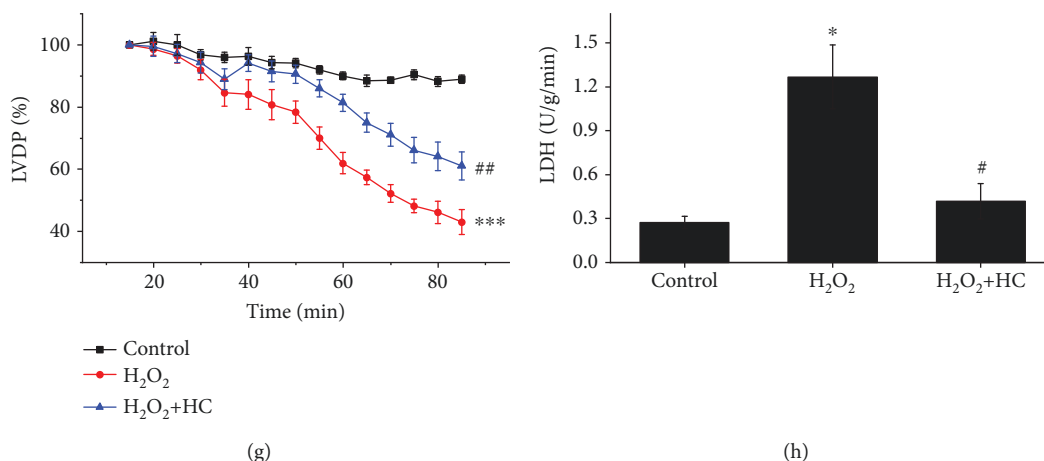 100
80
60
40
LVDP (%)
##
***
20 40 60 80
Time (min)
Control
H₂O₂
H₂O₂+HC
(g)
1.5
1.2
0.9
0.6
0.3
0.0
LDH (U/g/min)
*
#
Control H₂O₂ H₂O₂+HC
(h)